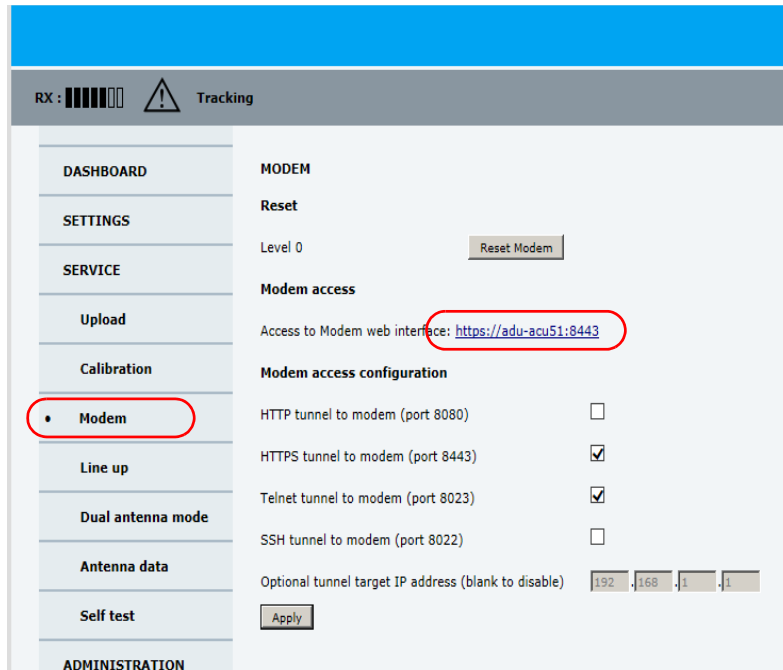 RX :
Tracking
DASHBOARD
SETTINGS
SERVICE
Upload
Calibration
Modem
Line up
Dual antenna mode
Antenna data
Self test
ADMINISTRATION
MODEM
Reset
Level 0 Reset Modem
Modem access
Access to Modem web interface: https://adu-acu51:8443
Modem access configuration
HTTP tunnel to modem (port 8080)
HTTPS tunnel to modem (port 8443)
Telnet tunnel to modem (port 8023)
SSH tunnel to modem (port 8022)
Optional tunnel target IP address (blank to disable) 192 .168 .1 .1
Apply